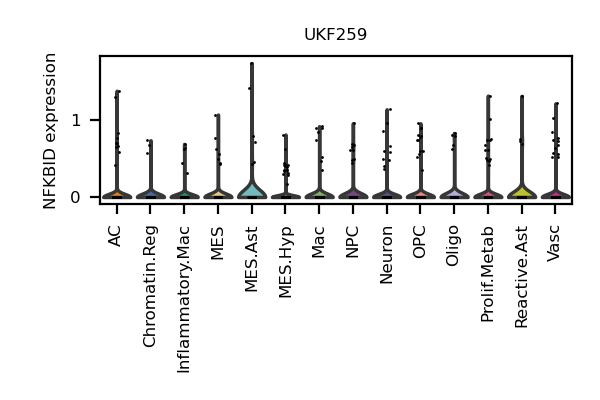 UKF259
NFKBID expression
1
0
AC
Chromatin.Reg
Inflammatory.Mac
MES
MES.Ast
MES.Hyp
Mac
NPC
Neuron
OPC
Oligo
Prolif.Metab
Reactive.Ast
Vasc